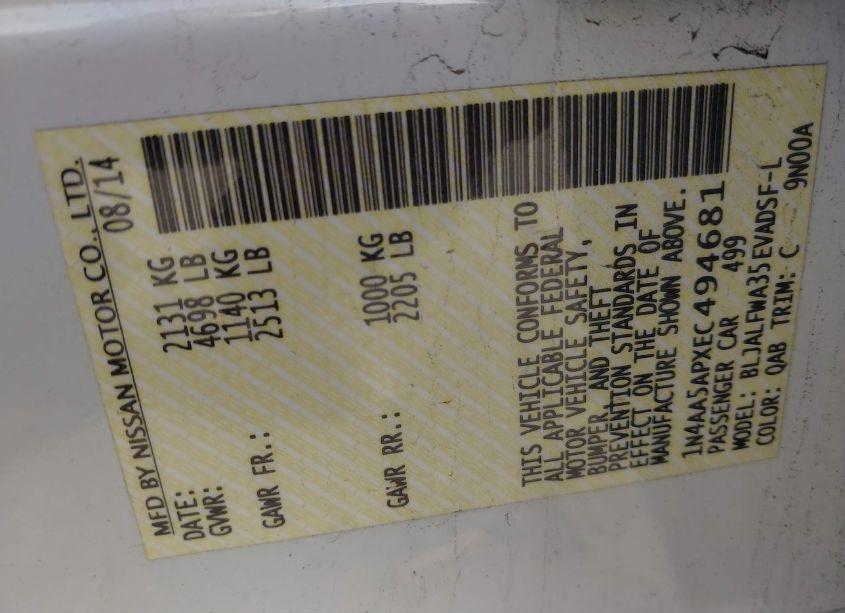 MFD BY NISSAN MOTOR CO., LTD.
DATE: 08/14
GVWR: 2131 KG
4698 LB
GAWR FR.: 1140 KG
2513 LB
GAWR RR.: 1000 KG
2205 LB
THIS VEHICLE CONFORMS TO
ALL APPLICABLE FEDERAL
MOTOR VEHICLE SAFETY,
BUMPER, AND THEFT
PREVENTION STANDARDS IN
EFFECT ON THE DATE OF
MANUFACTURE SHOWN ABOVE.
1N4AA5APXEC494681
PASSENGER CAR 499
MODEL: BLJALFWA35EVADSF-L
COLOR: QAB TRIM: C 9N00A